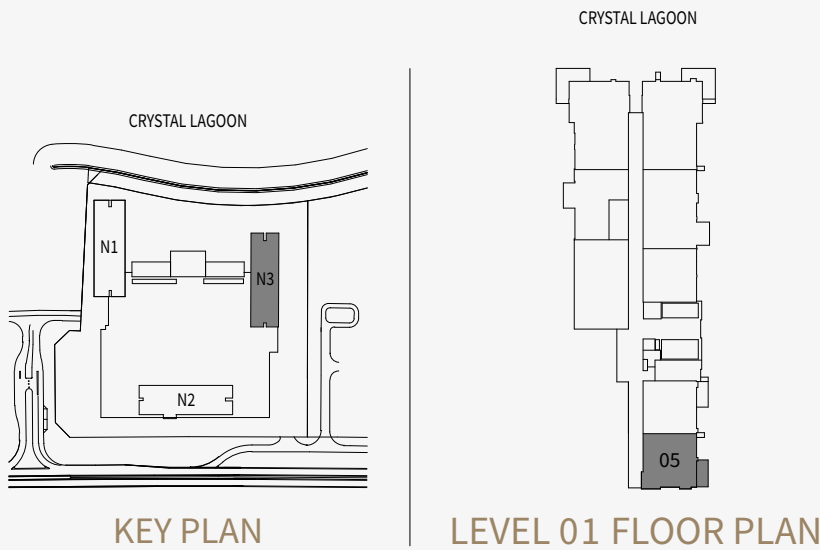 CRYSTAL LAGOON
N1
N3
N2
KEY PLAN
CRYSTAL LAGOON
05
LEVEL 01 FLOOR PLAN